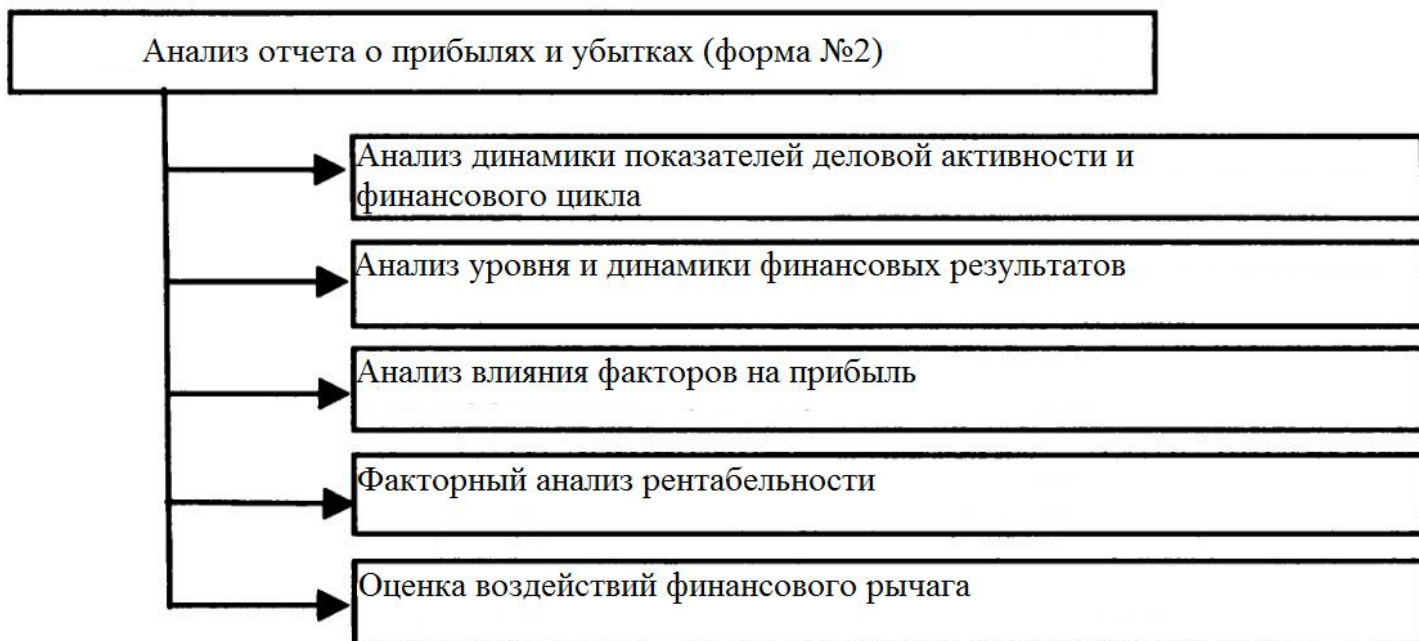 Анализ отчета о прибылях и убытках (форма №2)
Анализ динамики показателей деловой активности и
финансового цикла
Анализ уровня и динамики финансовых результатов
Анализ влияния факторов на прибыль
Факторный анализ рентабельности
Оценка воздействий финансового рычага